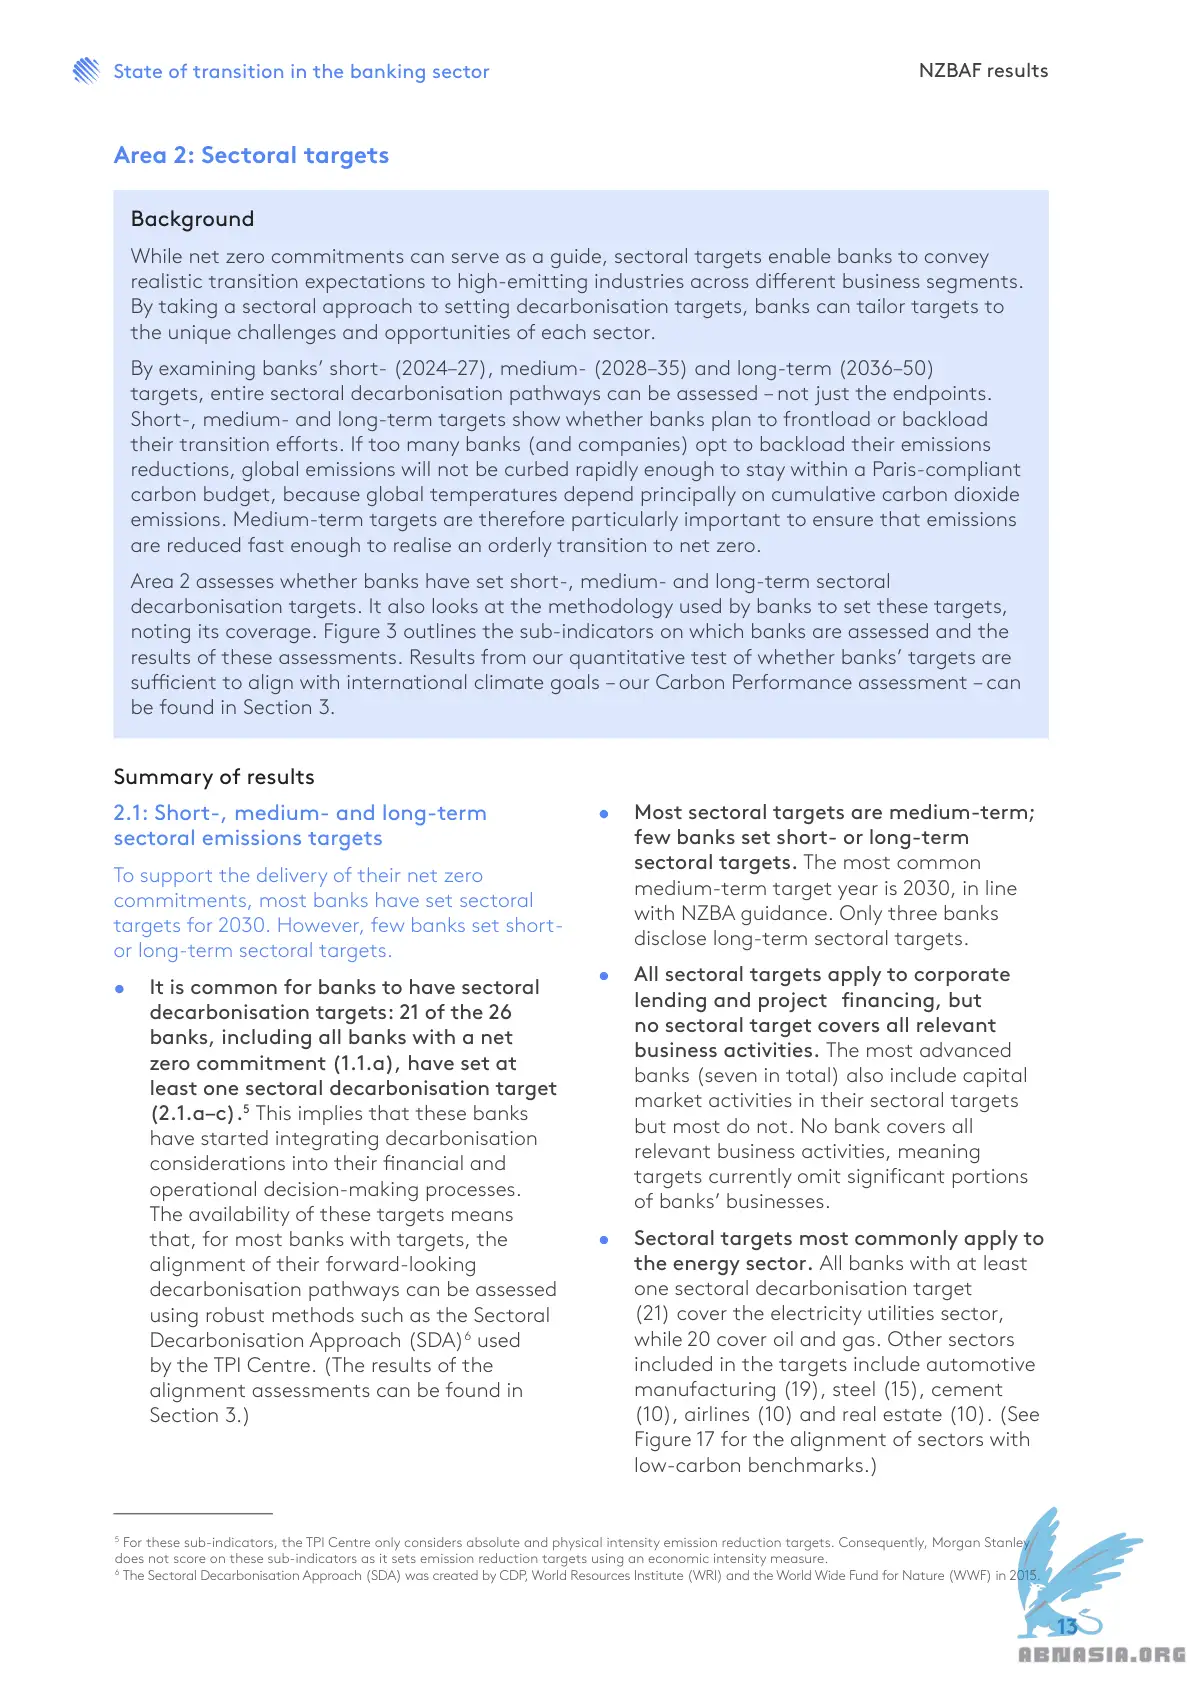 State of transition in the banking sector
NZBAF results
Area 2: Sectoral targets
Background
While net zero commitments can serve as a guide, sectoral targets enable banks to convey
realistic transition expectations to high-emitting industries across different business segments.
By taking a sectoral approach to setting decarbonisation targets, banks can tailor targets to
the unique challenges and opportunities of each sector.
By examining banks’ short- (2024–27), medium- (2028–35) and long-term (2036–50)
targets, entire sectoral decarbonisation pathways can be assessed – not just the endpoints.
Short-, medium- and long-term targets show whether banks plan to frontload or backload
their transition efforts. If too many banks (and companies) opt to backload their emissions
reductions, global emissions will not be curbed rapidly enough to stay within a Paris-compliant
carbon budget, because global temperatures depend principally on cumulative carbon dioxide
emissions. Medium-term targets are therefore particularly important to ensure that emissions
are reduced fast enough to realise an orderly transition to net zero.
Area 2 assesses whether banks have set short-, medium- and long-term sectoral
decarbonisation targets. It also looks at the methodology used by banks to set these targets,
noting its coverage. Figure 3 outlines the sub-indicators on which banks are assessed and the
results of these assessments. Results from our quantitative test of whether banks’ targets are
sufficient to align with international climate goals – our Carbon Performance assessment – can
be found in Section 3.
Summary of results
2.1: Short-, medium- and long-term
sectoral emissions targets
To support the delivery of their net zero
commitments, most banks have set sectoral
targets for 2030. However, few banks set short-
or long-term sectoral targets.
● It is common for banks to have sectoral
decarbonisation targets: 21 of the 26
banks, including all banks with a net
zero commitment (1.1.a), have set at
least one sectoral decarbonisation target
(2.1.a–c).⁵ This implies that these banks
have started integrating decarbonisation
considerations into their financial and
operational decision-making processes.
The availability of these targets means
that, for most banks with targets, the
alignment of their forward-looking
decarbonisation pathways can be assessed
using robust methods such as the Sectoral
Decarbonisation Approach (SDA)⁶ used
by the TPI Centre. (The results of the
alignment assessments can be found in
Section 3.)
● Most sectoral targets are medium-term;
few banks set short- or long-term
sectoral targets. The most common
medium-term target year is 2030, in line
with NZBA guidance. Only three banks
disclose long-term sectoral targets.
● All sectoral targets apply to corporate
lending and project financing, but
no sectoral target covers all relevant
business activities. The most advanced
banks (seven in total) also include capital
market activities in their sectoral targets
but most do not. No bank covers all
relevant business activities, meaning
targets currently omit significant portions
of banks’ businesses.
● Sectoral targets most commonly apply to
the energy sector. All banks with at least
one sectoral decarbonisation target
(21) cover the electricity utilities sector,
while 20 cover oil and gas. Other sectors
included in the targets include automotive
manufacturing (19), steel (15), cement
(10), airlines (10) and real estate (10). (See
Figure 17 for the alignment of sectors with
low-carbon benchmarks.)
⁵ For these sub-indicators, the TPI Centre only considers absolute and physical intensity emission reduction targets. Consequently, Morgan Stanley
does not score on these sub-indicators as it sets emission reduction targets using an economic intensity measure.
⁶ The Sectoral Decarbonisation Approach (SDA) was created by CDP, World Resources Institute (WRI) and the World Wide Fund for Nature (WWF) in 2015.
13
ABNASIA.ORG